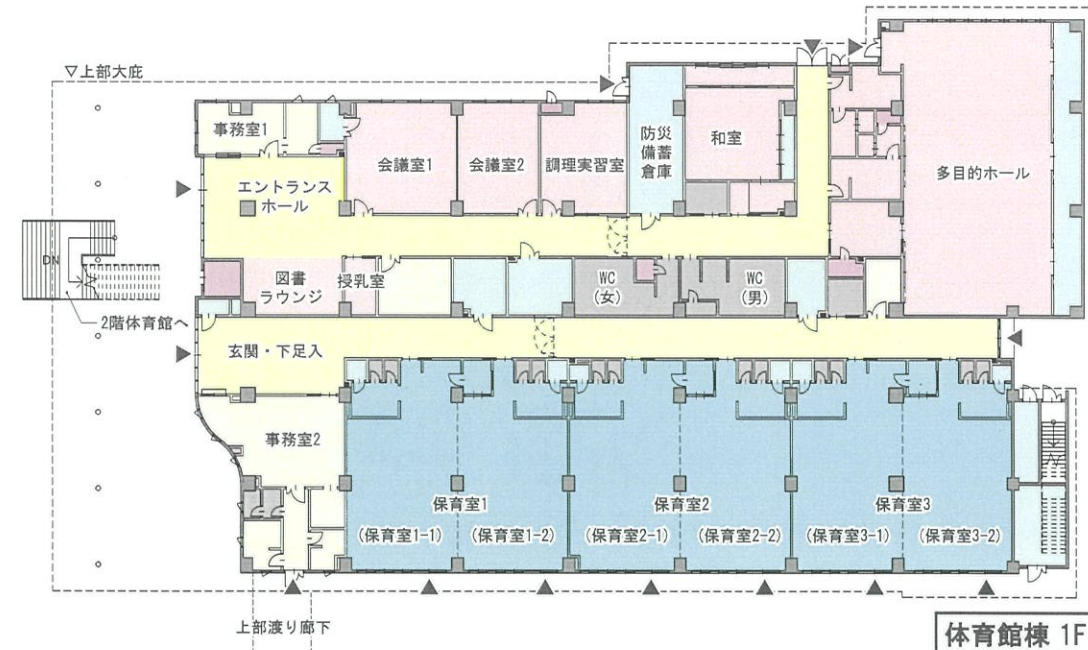 ▽上部大庇
事務室1
会議室1
会議室2
調理実習室
防災
備蓄
倉庫
和室
多目的ホール
エントランス
ホール
DN
図書
ラウンジ
授乳室
WC
(女)
WC
(男)
2階体育館へ
玄関・下足入
事務室2
保育室1
(保育室1-1)
(保育室1-2)
保育室2
(保育室2-1)
(保育室2-2)
保育室3
(保育室3-1)
(保育室3-2)
上部渡り廊下
体育館棟 1F